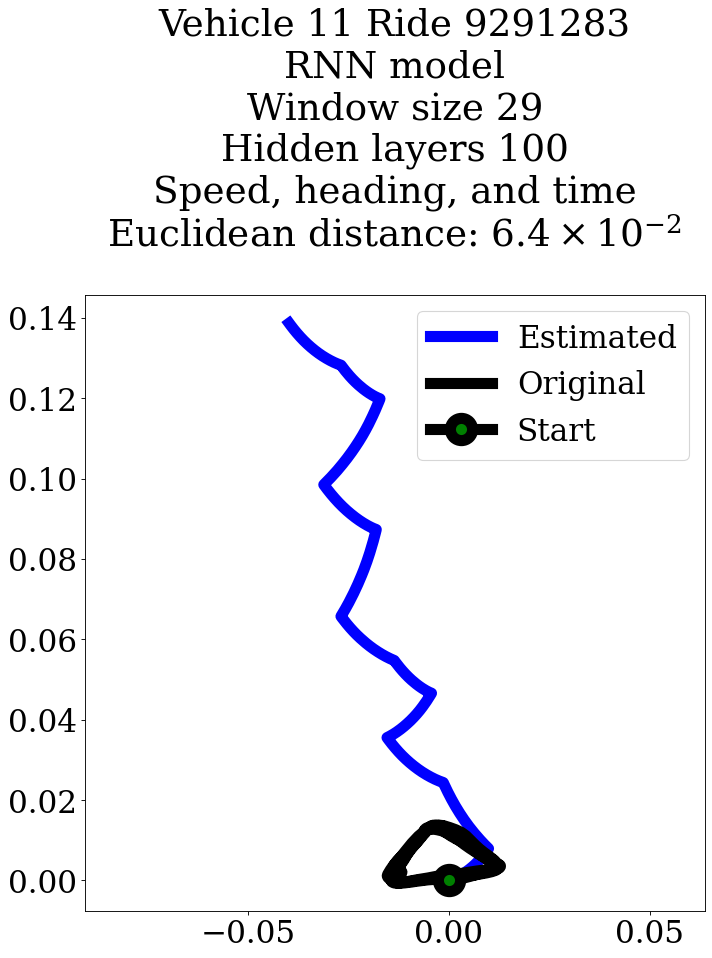 Vehicle 11 Ride 9291283
RNN model
Window size 29
Hidden layers 100
Speed, heading, and time
Euclidean distance: 6.4 × 10⁻²
0.14
0.12
0.10
0.08
0.06
0.04
0.02
0.00
Estimated
Original
Start
−0.05
0.00
0.05